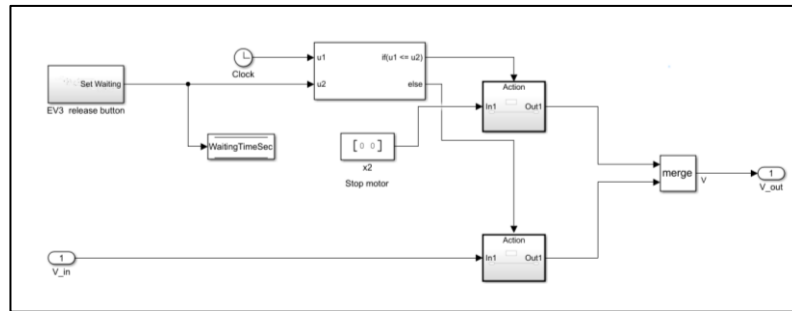 Clock
u1
u2
if(u1 <= u2)
else
Set Waiting
EV3 release button
WaitingTimeSec
[0 0]
x2
Stop motor
Action
In1
Out1
merge
V
1
V_out
Action
In1
Out1
1
V_in